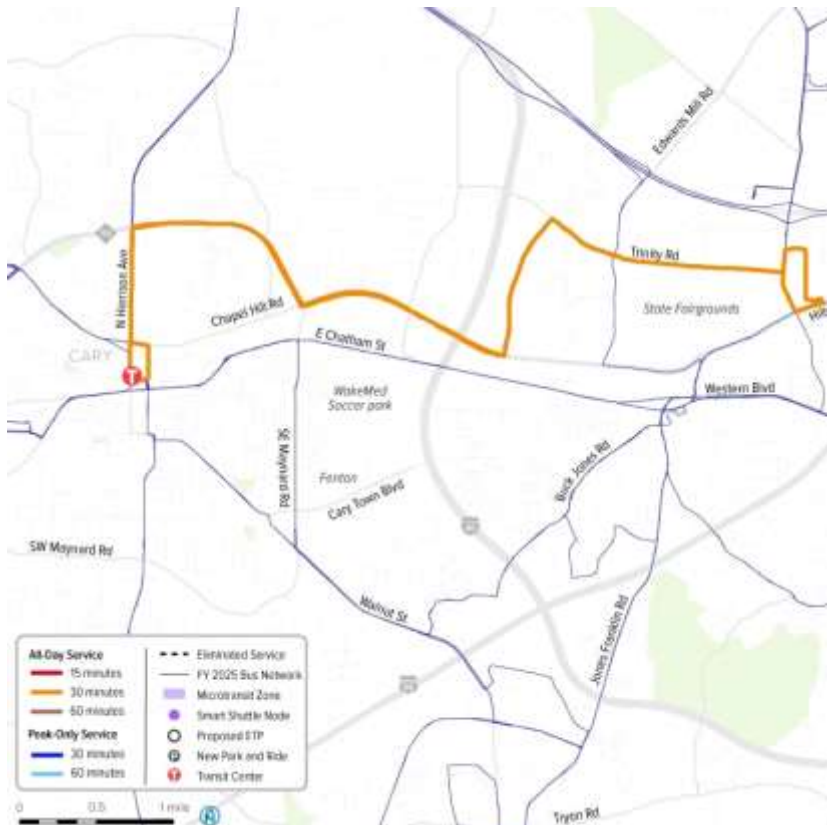 Edwards Mill Rd
N Harrison Ave
Trinity Rd
Chapel Hill Rd
State Fairgrounds
E Chatham St
CARY
T
WakeMed
Soccer park
Western Blvd
SE Maynard Rd
Buck Jones Rd
Fenton
Cary Town Blvd
SW Maynard Rd
Walnut St
Jones Franklin Rd
All-Day Service
15 minutes
30 minutes
60 minutes
Peak-Only Service
30 minutes
60 minutes
Eliminated Service
FY 2025 Bus Network
Microtransit Zone
Smart Shuttle Node
Proposed ETP
New Park and Ride
Transit Center
0 0.5 1 mile
Tryon Rd